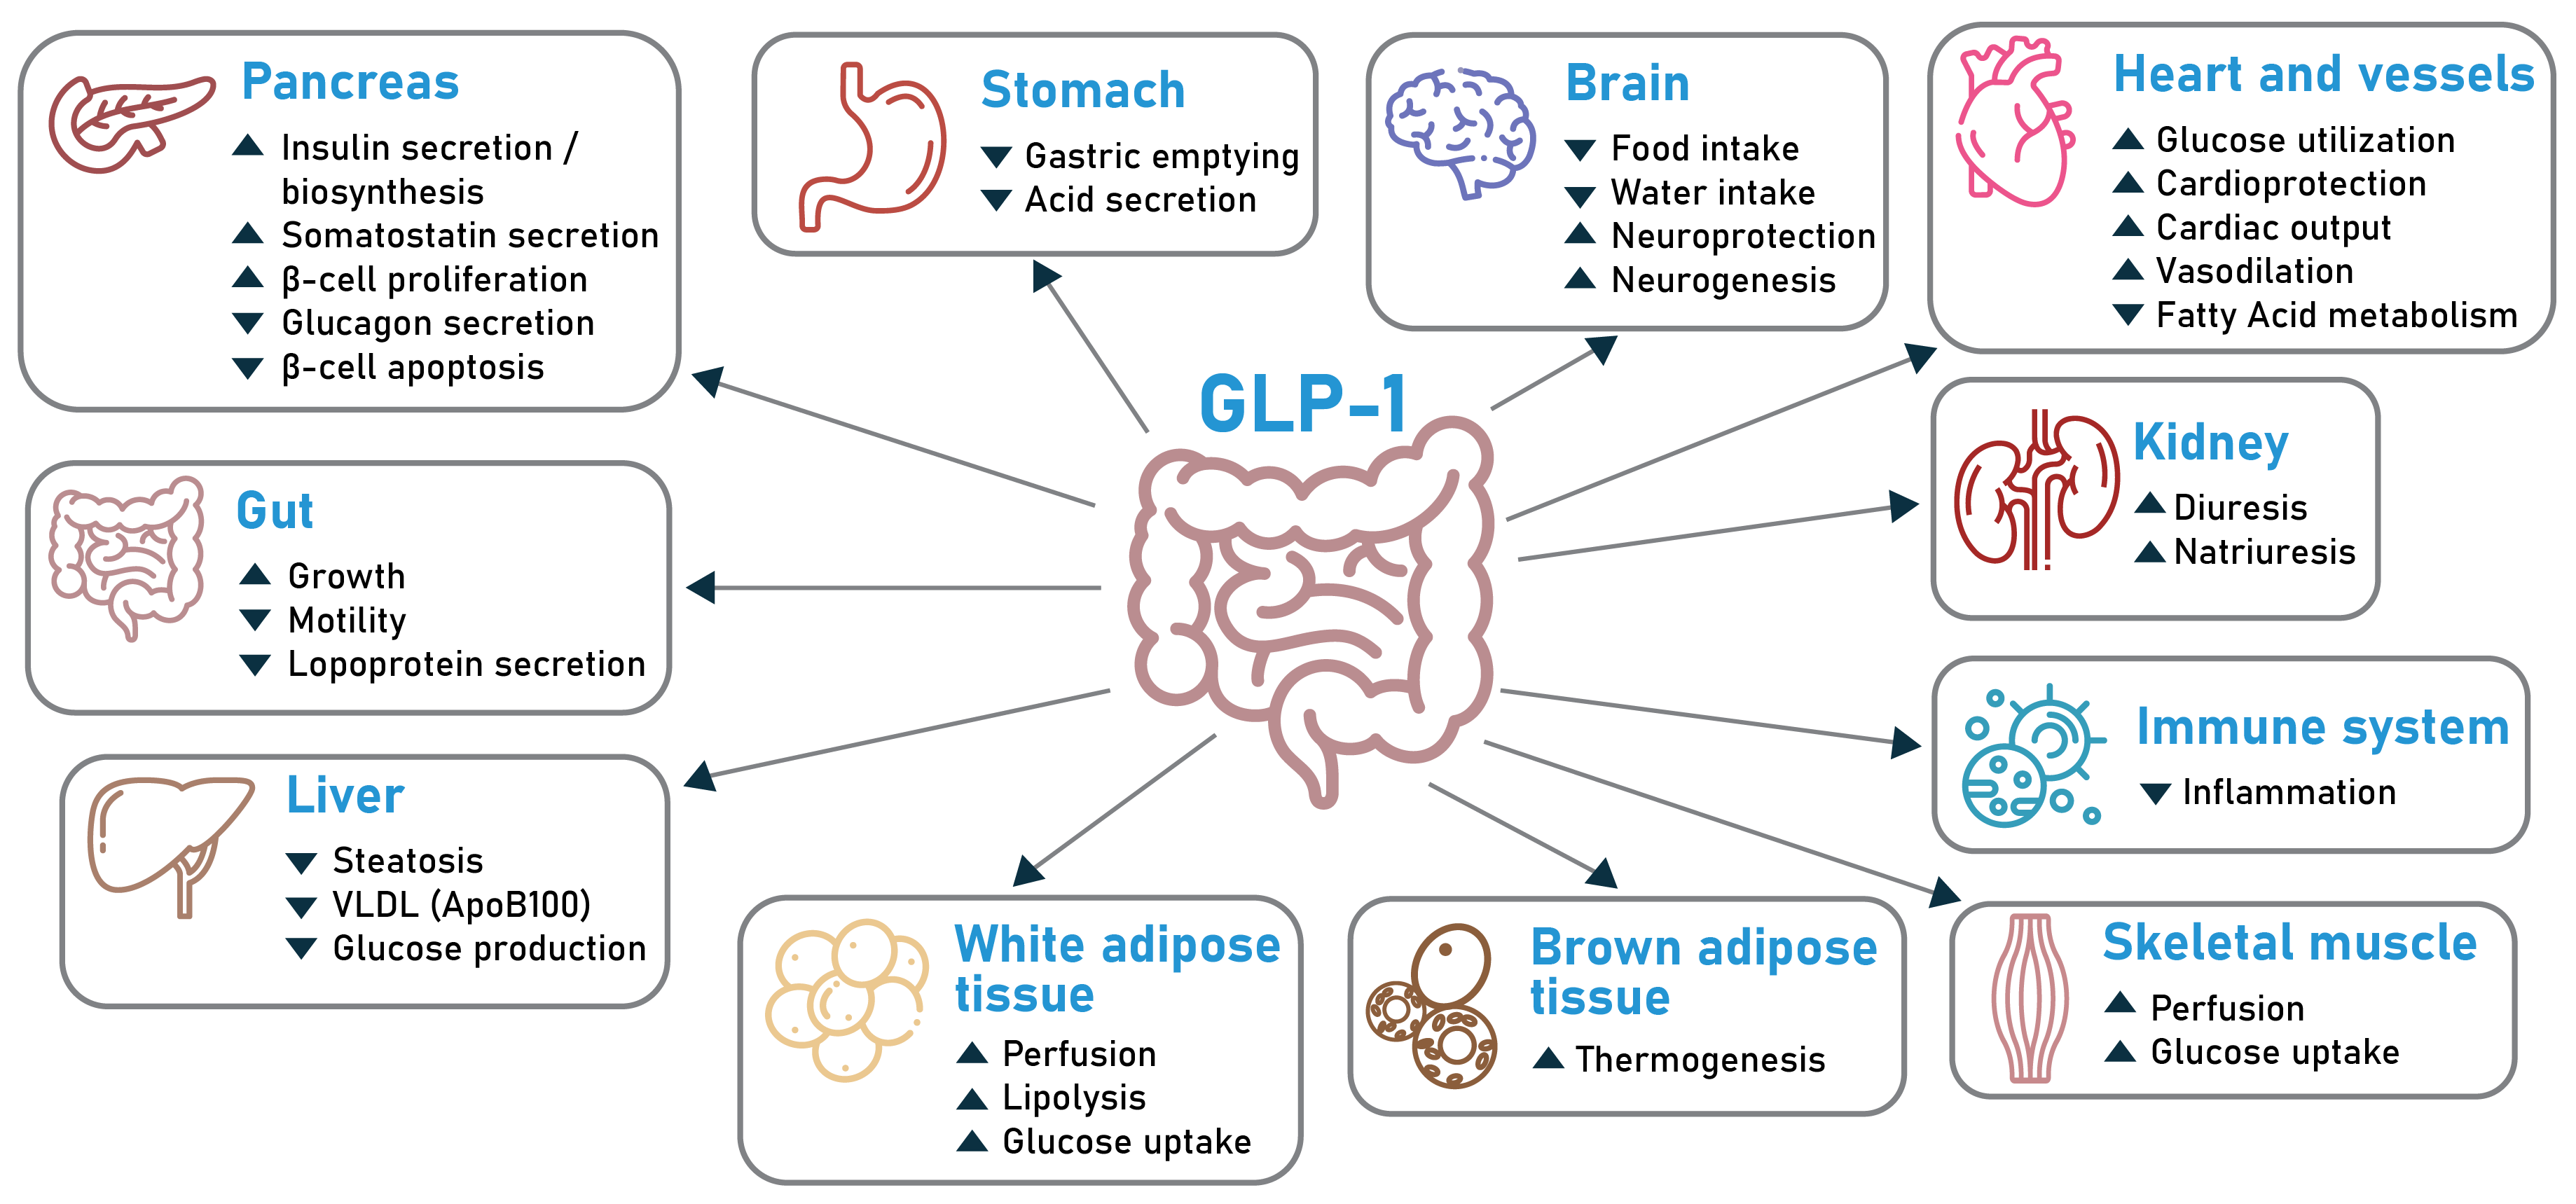 Pancreas
Insulin secretion /
biosynthesis
Somatostatin secretion
β-cell proliferation
Glucagon secretion
β-cell apoptosis
Stomach
Gastric emptying
Acid secretion
Brain
Food intake
Water intake
Neuroprotection
Neurogenesis
Heart and vessels
Glucose utilization
Cardioprotection
Cardiac output
Vasodilation
Fatty Acid metabolism
GLP-1
Gut
Growth
Motility
Lopoprotein secretion
Kidney
Diuresis
Natriuresis
Liver
Steatosis
VLDL (ApoB100)
Glucose production
Immune system
Inflammation
White adipose
tissue
Perfusion
Lipolysis
Glucose uptake
Brown adipose
tissue
Thermogenesis
Skeletal muscle
Perfusion
Glucose uptake